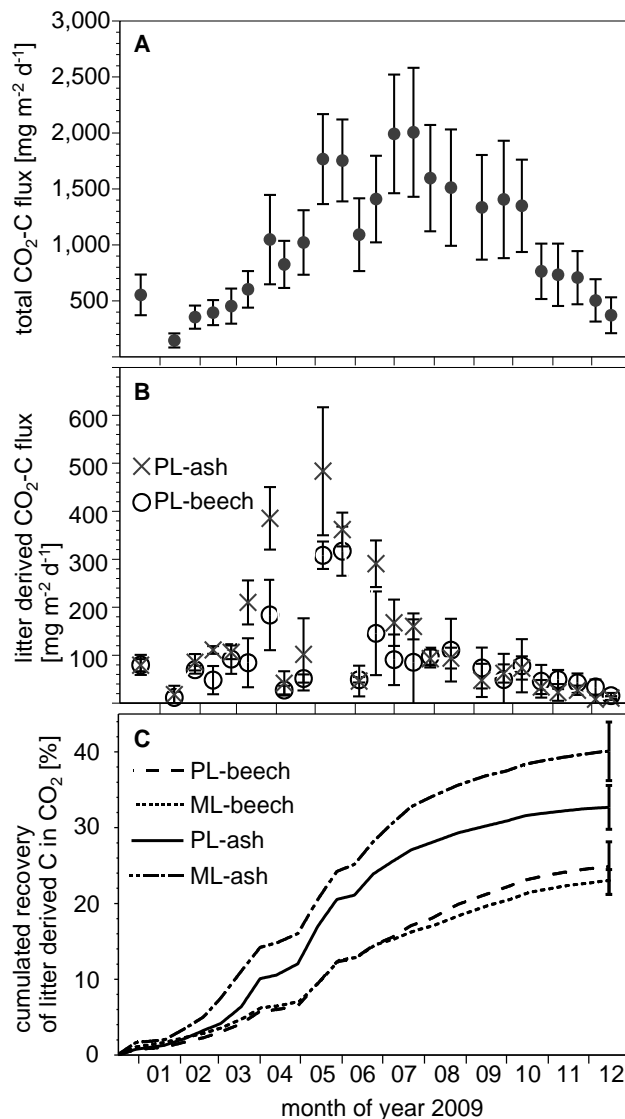 A
3,000
2,500
2,000
1,500
1,000
500
total CO2-C flux [mg m-2 d-1]
B
600
500
400
300
200
100
litter derived CO2-C flux
[mg m-2 d-1]
PL-ash
PL-beech
C
40
30
20
10
0
cumulated recovery
of litter derived C in CO2 [%]
PL-beech
ML-beech
PL-ash
ML-ash
01 02 03 04 05 06 07 08 09 10 11 12
month of year 2009